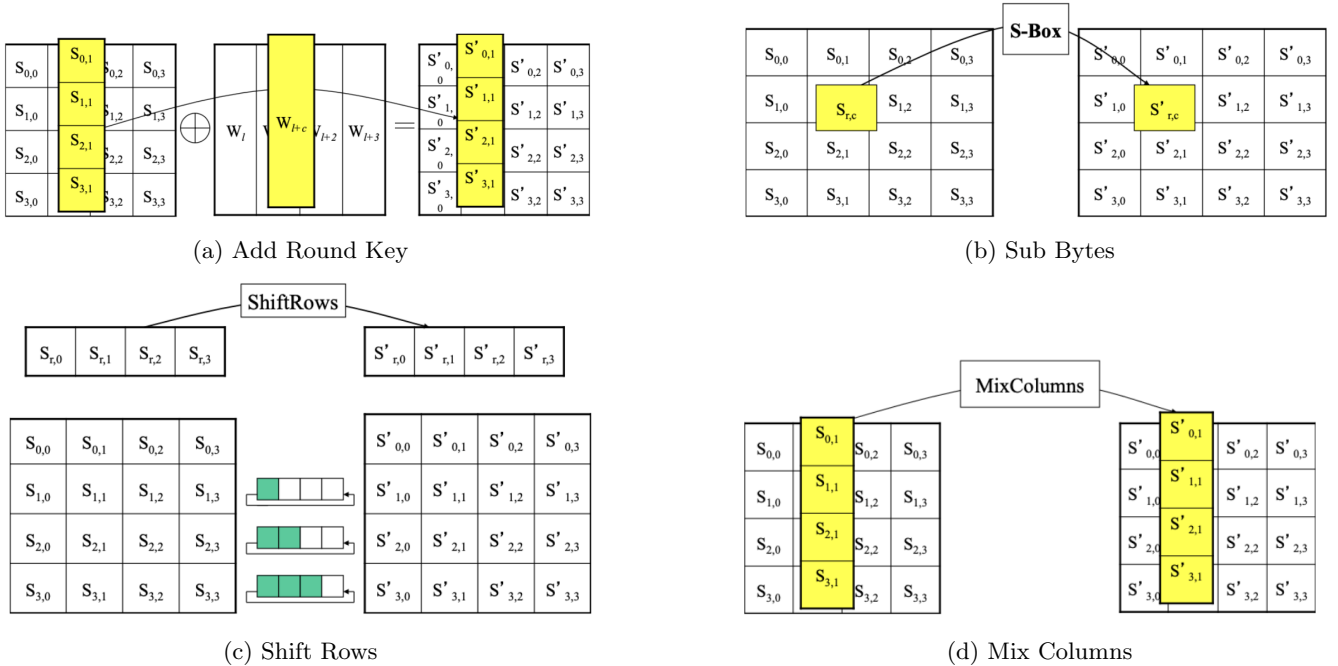 S0,0 S0,1 S0,2 S0,3
S1,0 S1,1 S1,2 S1,3
S2,0 S2,1 S2,2 S2,3
S3,0 S3,1 S3,2 S3,3
⊕
Wl Wl+c Wl+2 Wl+3
=
S'0,0 S'0,1 S'0,2 S'0,3
S'1,0 S'1,1 S'1,2 S'1,3
S'2,0 S'2,1 S'2,2 S'2,3
S'3,0 S'3,1 S'3,2 S'3,3
(a) Add Round Key
S-Box
S0,0 S0,1 S0,2 S0,3
S1,0 Sr,c S1,2 S1,3
S2,0 S2,1 S2,2 S2,3
S3,0 S3,1 S3,2 S3,3
S'0,0 S'0,1 S'0,2 S'0,3
S'1,0 S'r,c S'1,2 S'1,3
S'2,0 S'2,1 S'2,2 S'2,3
S'3,0 S'3,1 S'3,2 S'3,3
(b) Sub Bytes
ShiftRows
Sr,0 Sr,1 Sr,2 Sr,3
S'r,0 S'r,1 S'r,2 S'r,3
S0,0 S0,1 S0,2 S0,3
S1,0 S1,1 S1,2 S1,3
S2,0 S2,1 S2,2 S2,3
S3,0 S3,1 S3,2 S3,3
S'0,0 S'0,1 S'0,2 S'0,3
S'1,0 S'1,1 S'1,2 S'1,3
S'2,0 S'2,1 S'2,2 S'2,3
S'3,0 S'3,1 S'3,2 S'3,3
(c) Shift Rows
MixColumns
S0,0 S0,1 S0,2 S0,3
S1,0 S1,1 S1,2 S1,3
S2,0 S2,1 S2,2 S2,3
S3,0 S3,1 S3,2 S3,3
S'0,0 S'0,1 S'0,2 S'0,3
S'1,0 S'1,1 S'1,2 S'1,3
S'2,0 S'2,1 S'2,2 S'2,3
S'3,0 S'3,1 S'3,2 S'3,3
(d) Mix Columns